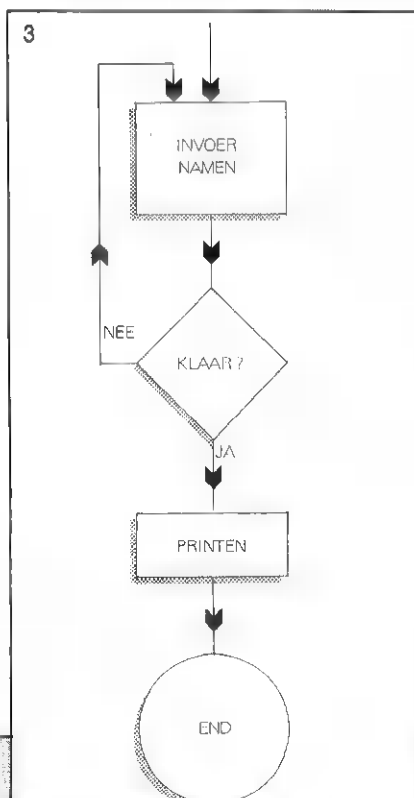 3
INVOER
NAMEN
NEE
KLAAR ?
JA
PRINTEN
END